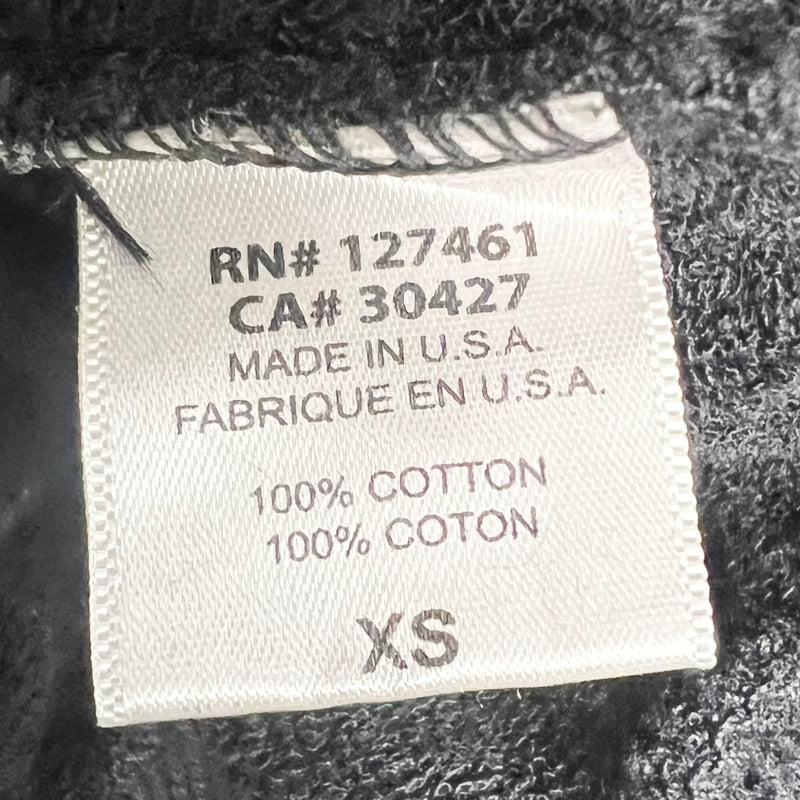 RN# 127461
CA# 30427
MADE IN U.S.A.
FABRIQUE EN U.S.A.
100% COTTON
100% COTON
XS